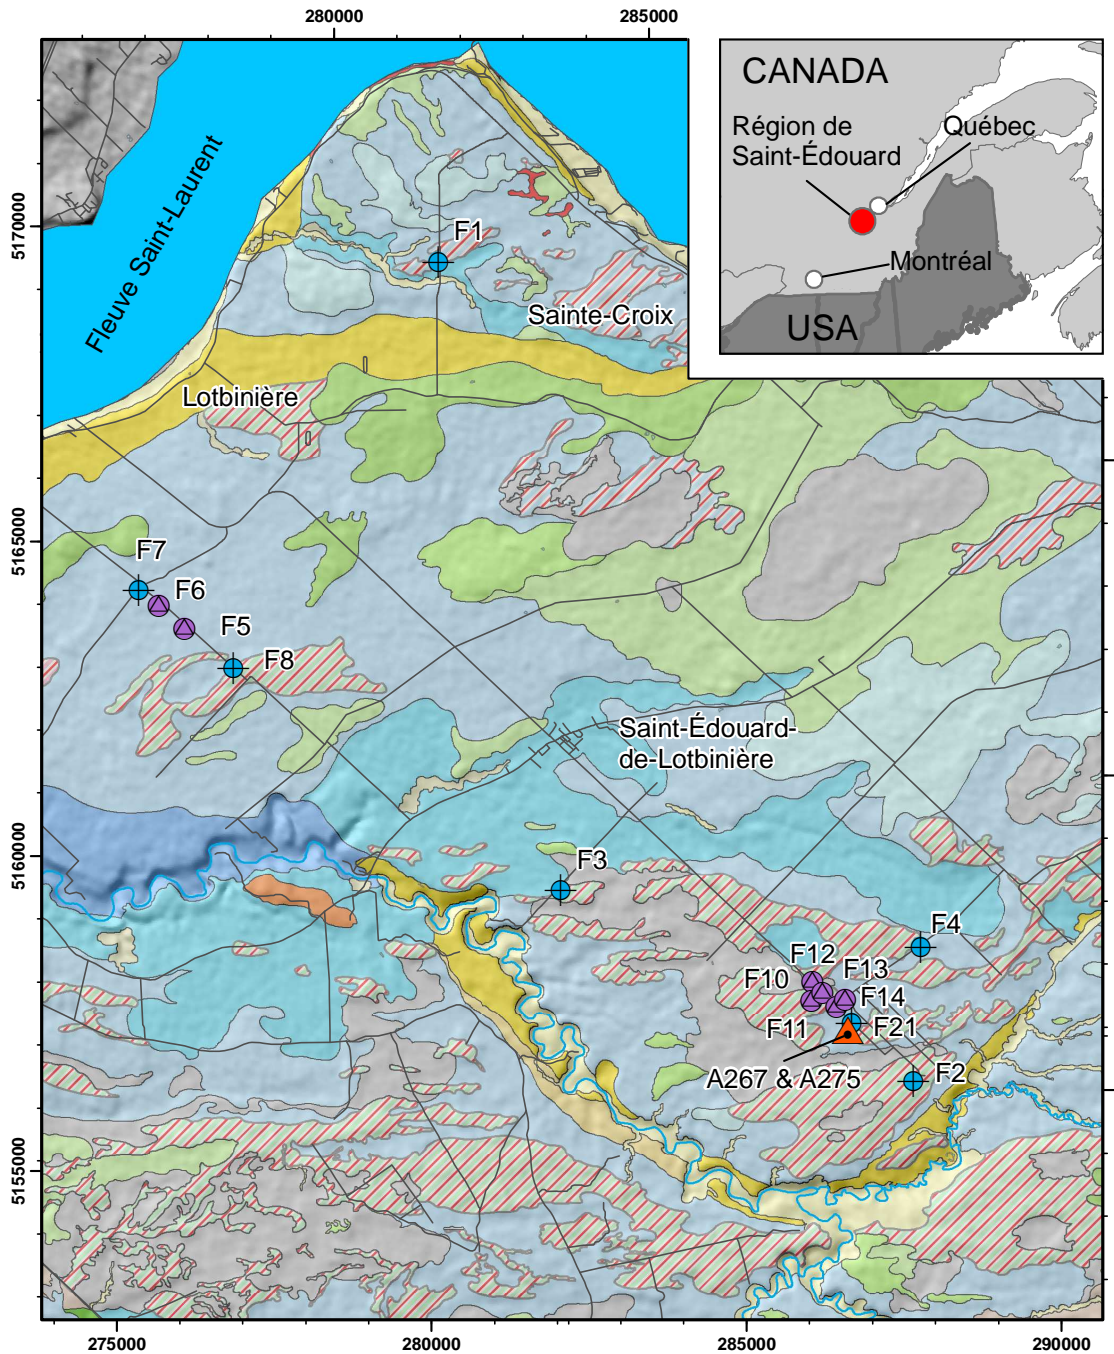 280000
285000
CANADA
Région de
Saint-Édouard
Québec
Montréal
USA
Fleuve Saint-Laurent
5170000
F1
Sainte-Croix
Lotbinière
5165000
F7
F6
F5
F8
Saint-Édouard-
de-Lotbinière
5160000
F3
F4
F12
F10
F13
F14
F11
F21
A267 & A275
F2
5155000
275000
280000
285000
290000